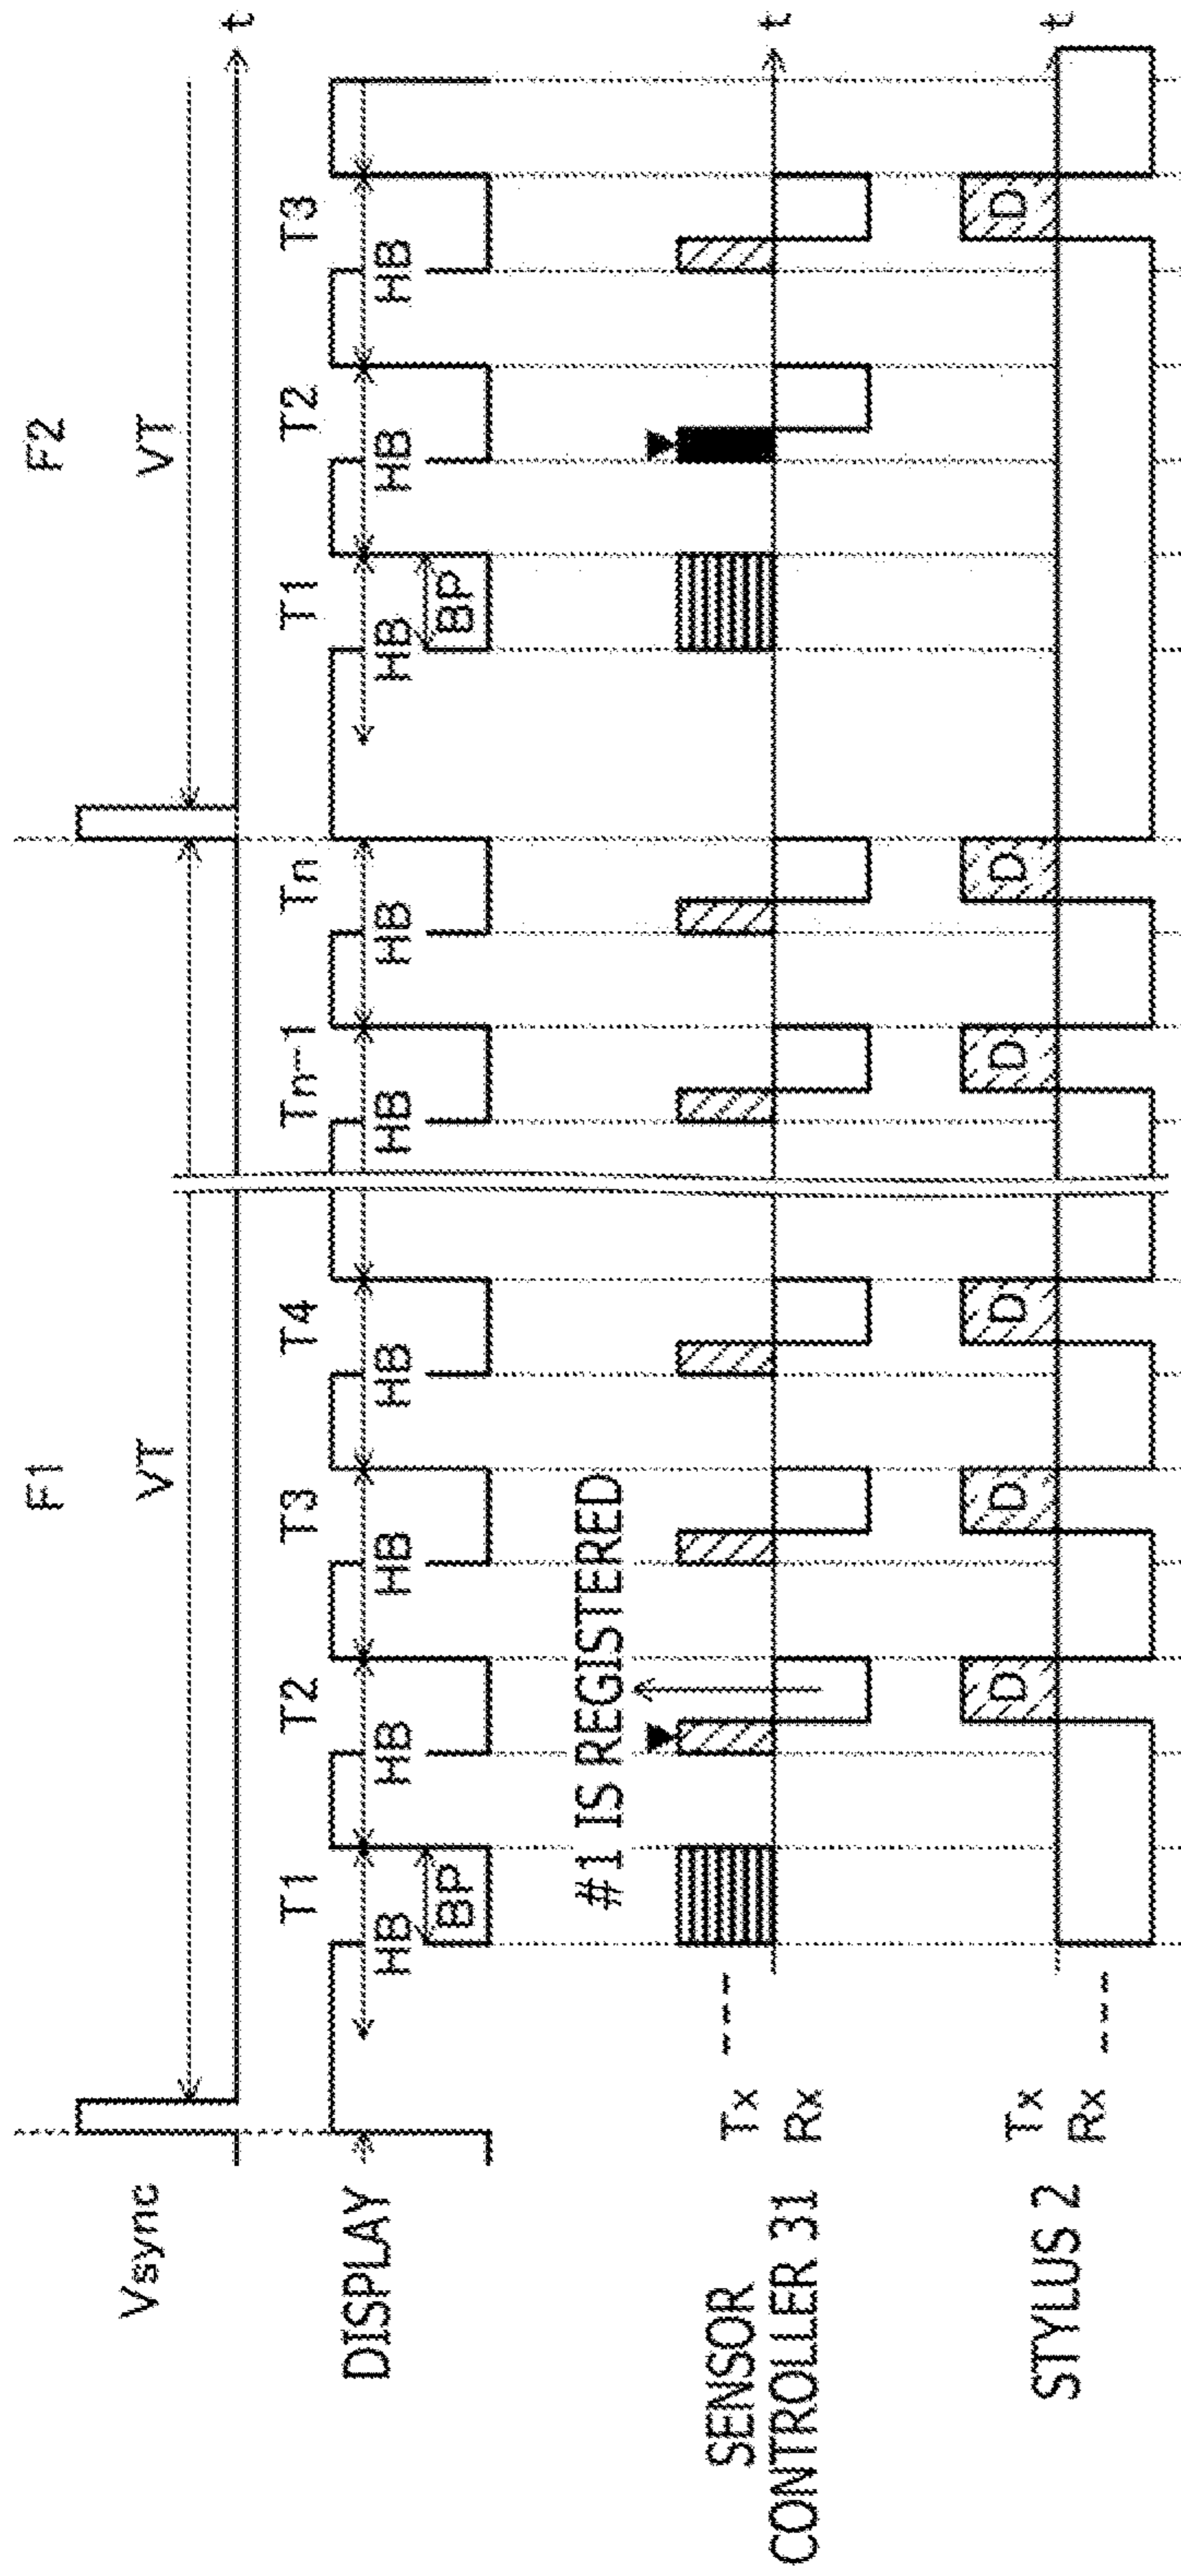 F1
F2
Vsync
VT
VT
t
DISPLAY
T1
T2
T3
T4
Tn-1
Tn
T1
T2
T3
HB
HB
HB
HB
HB
HB
HB
HB
HB
BP
BP
#1 IS REGISTERED
SENSOR
CONTROLLER 31
Tx
Rx
t
STYLUS 2
Tx
Rx
D
D
D
D
D
D
t